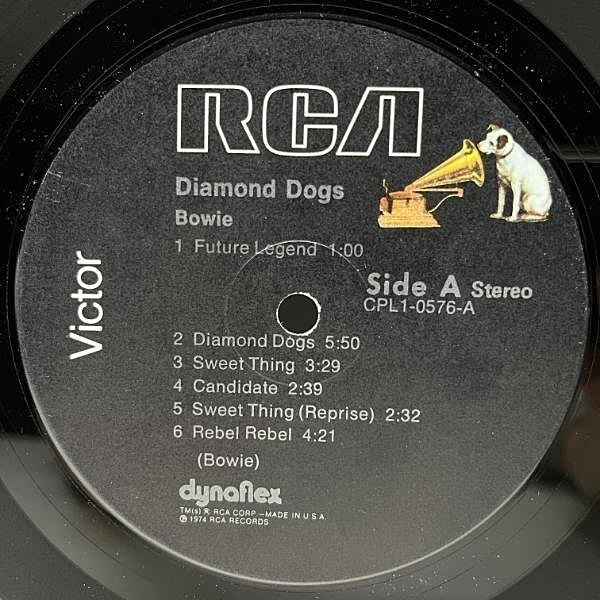 RCA
Victor
Diamond Dogs
Bowie
1 Future Legend 1:00
Side A Stereo
CPL1-0576-A
2 Diamond Dogs 5:50
3 Sweet Thing 3:29
4 Candidate 2:39
5 Sweet Thing (Reprise) 2:32
6 Rebel Rebel 4:21
(Bowie)
dynaflex
TM(s) ® RCA CORP.—MADE IN U.S.A.
℗ 1974 RCA RECORDS